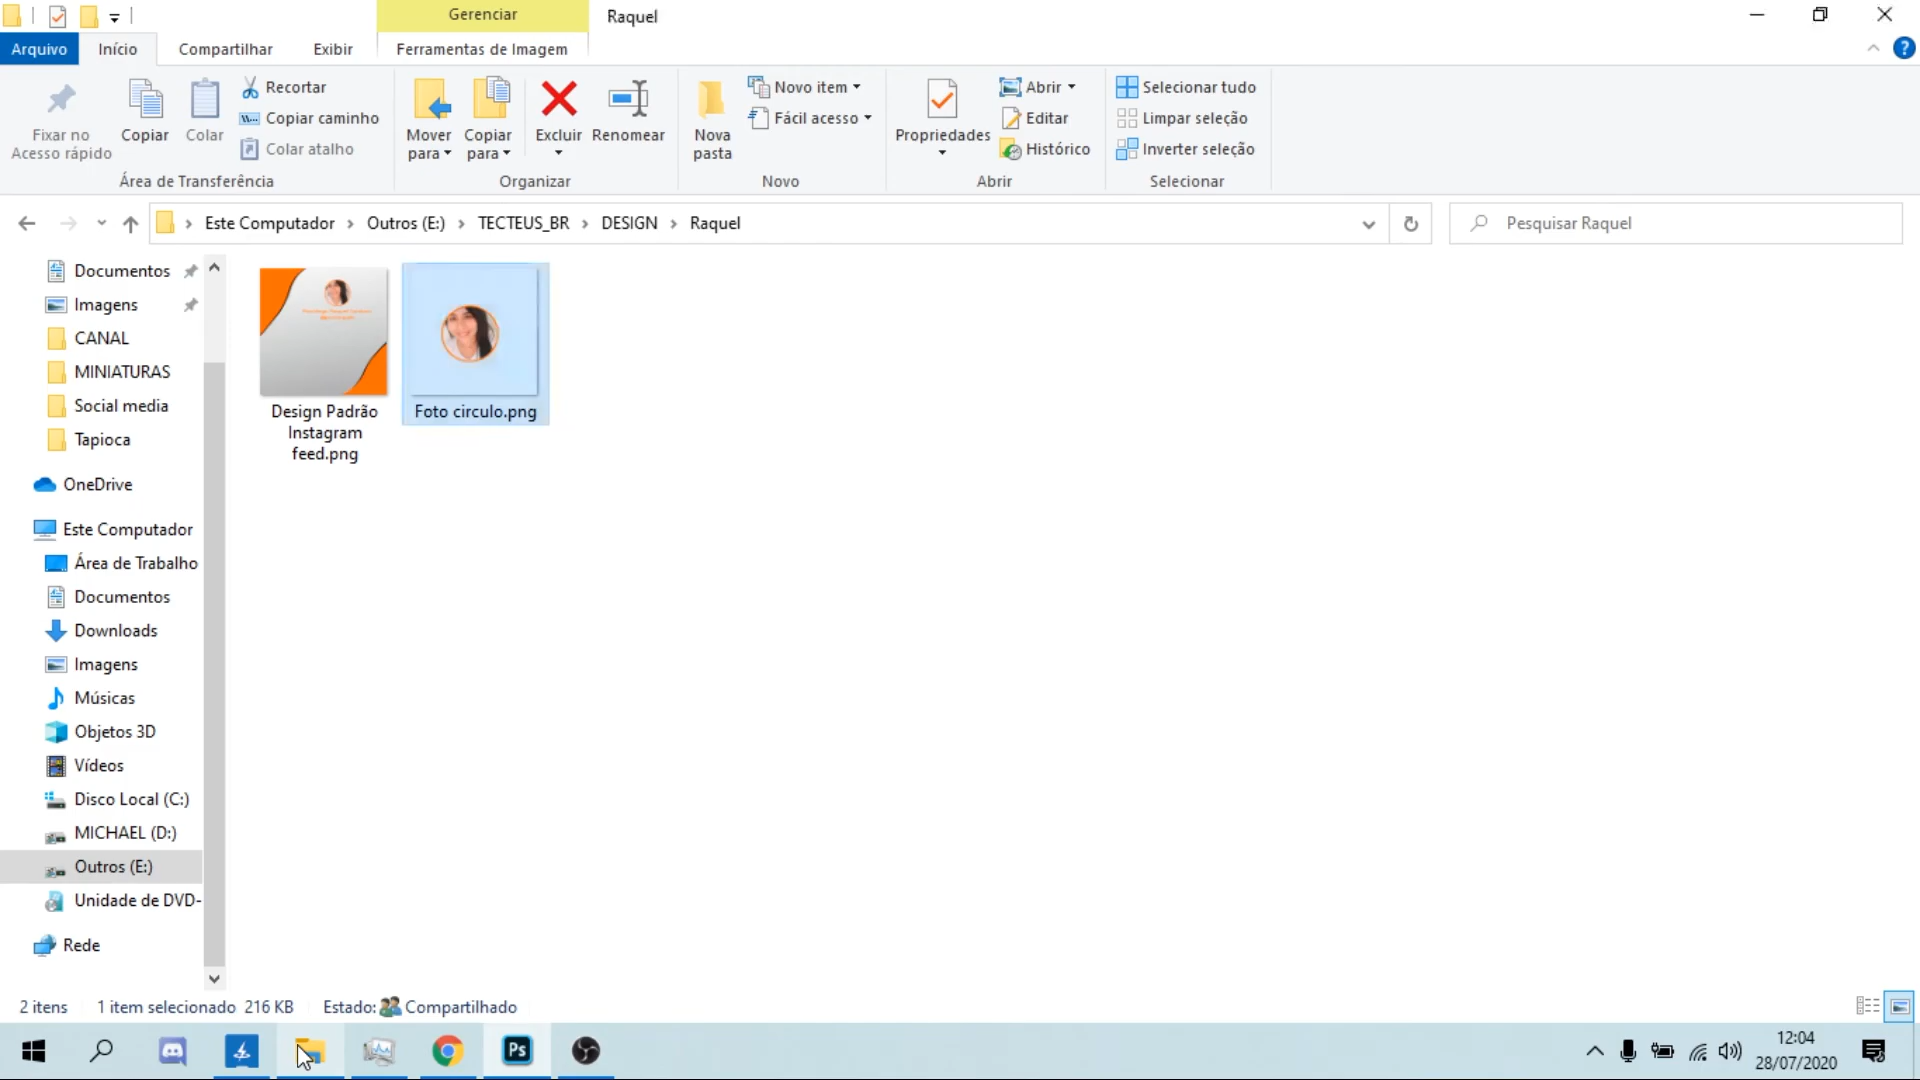 Gerenciar
Raquel
Arquivo
Início
Compartilhar
Exibir
Ferramentas de Imagem
?
Fixar no
Acesso rápido
Copiar
Colar
Recortar
Copiar caminho
Colar atalho
Área de Transferência
Mover
para
Copiar
para
Excluir
Renomear
Organizar
Nova
pasta
Novo item
Fácil acesso
Novo
Propriedades
Abrir
Editar
Histórico
Abrir
Selecionar tudo
Limpar seleção
Inverter seleção
Selecionar
Este Computador
Outros (E:)
TECTEUS_BR
DESIGN
Raquel
Pesquisar Raquel
Documentos
Imagens
CANAL
MINIATURAS
Social media
Tapioca
OneDrive
Este Computador
Área de Trabalho
Documentos
Downloads
Imagens
Músicas
Objetos 3D
Vídeos
Disco Local (C:)
MICHAEL (D:)
Outros (E:)
Unidade de DVD-
Rede
Design Padrão
Instagram
feed.png
Foto circulo.png
2 itens
1 item selecionado 216 KB
Estado: Compartilhado
Ps
12:04
28/07/2020